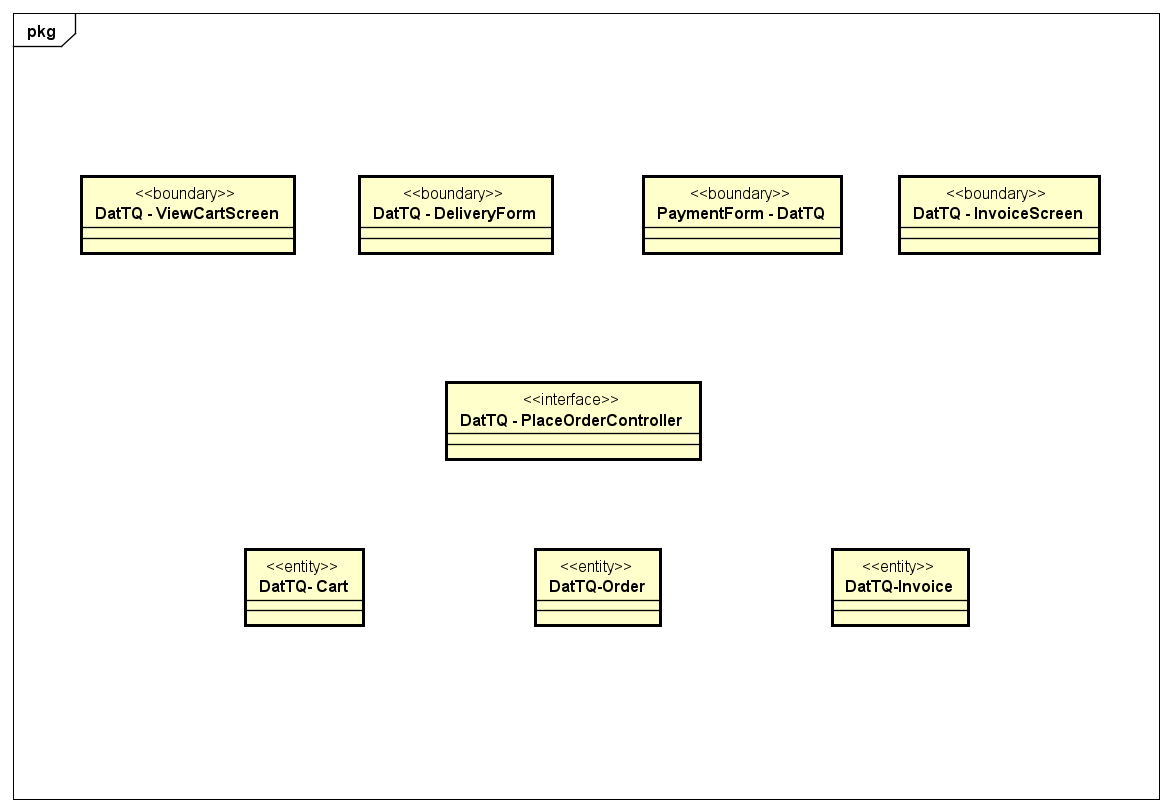 pkg
<<boundary>>
DatTQ - ViewCartScreen
<<boundary>>
DatTQ - DeliveryForm
<<boundary>>
PaymentForm - DatTQ
<<boundary>>
DatTQ - InvoiceScreen
<<interface>>
DatTQ - PlaceOrderController
<<entity>>
DatTQ- Cart
<<entity>>
DatTQ-Order
<<entity>>
DatTQ-Invoice